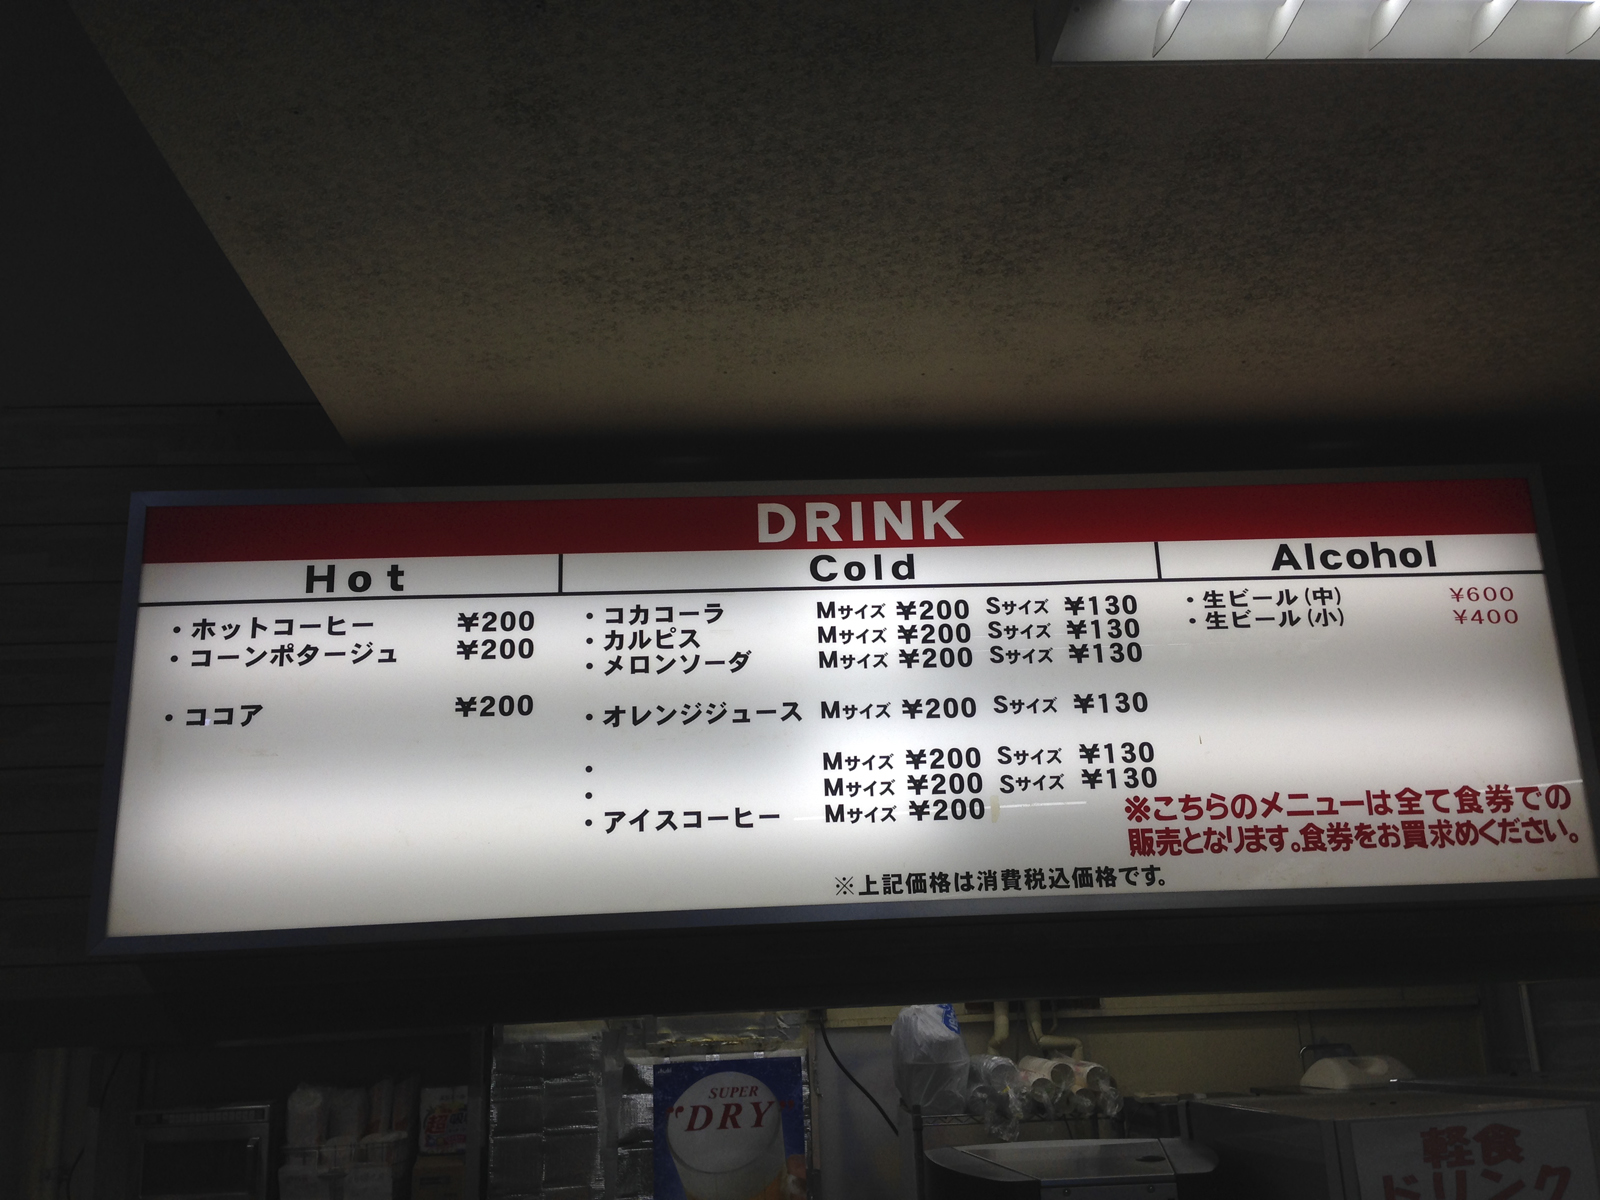 DRINK
Hot
・ホットコーヒー ¥200
・コーンポタージュ ¥200
・ココア ¥200
Cold
・コカコーラ Mサイズ ¥200 Sサイズ ¥130
・カルピス Mサイズ ¥200 Sサイズ ¥130
・メロンソーダ Mサイズ ¥200 Sサイズ ¥130
・オレンジジュース Mサイズ ¥200 Sサイズ ¥130
・ Mサイズ ¥200 Sサイズ ¥130
・ Mサイズ ¥200 Sサイズ ¥130
・アイスコーヒー Mサイズ ¥200
Alcohol
・生ビール(中) ¥600
・生ビール(小) ¥400
※こちらのメニューは全て食券での
販売となります。食券をお買求めください。
※上記価格は消費税込価格です。
SUPER
"DRY"
軽食
ドリンク